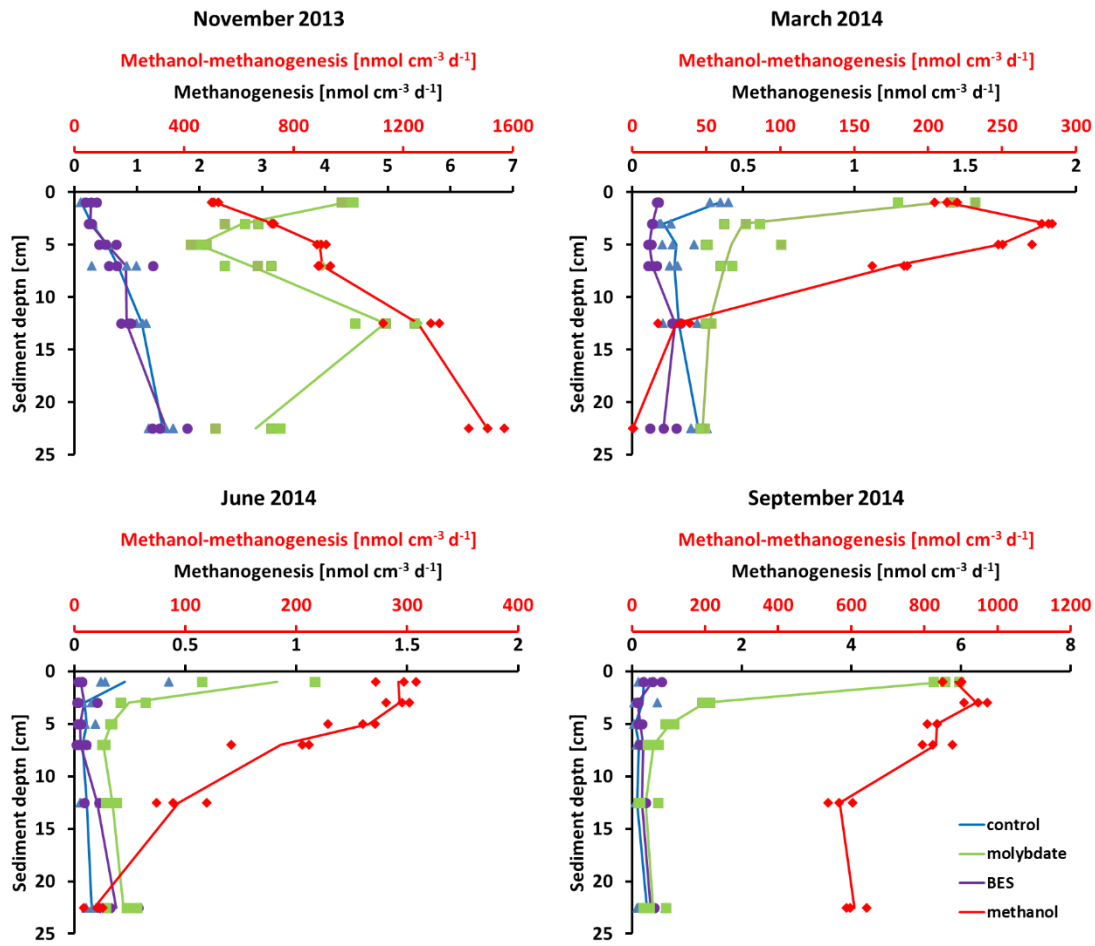 November 2013
Methanol-methanogenesis [nmol cm⁻³ d⁻¹]
Methanogenesis [nmol cm⁻³ d⁻¹]
0 400 800 1200 1600
0 1 2 3 4 5 6 7
0
5
10
15
20
25
Sediment deptn [cm]
March 2014
Methanol-methanogenesis [nmol cm⁻³ d⁻¹]
Methanogenesis [nmol cm⁻³ d⁻¹]
0 50 100 150 200 250 300
0 0.5 1 1.5 2
0
5
10
15
20
25
Sediment deptn [cm]
June 2014
Methanol-methanogenesis [nmol cm⁻³ d⁻¹]
Methanogenesis [nmol cm⁻³ d⁻¹]
0 100 200 300 400
0 0.5 1 1.5 2
0
5
10
15
20
25
Sediment deptn [cm]
September 2014
Methanol-methanogenesis [nmol cm⁻³ d⁻¹]
Methanogenesis [nmol cm⁻³ d⁻¹]
0 200 400 600 800 1000 1200
0 2 4 6 8
0
5
10
15
20
25
Sediment deptn [cm]
control
molybdate
BES
methanol